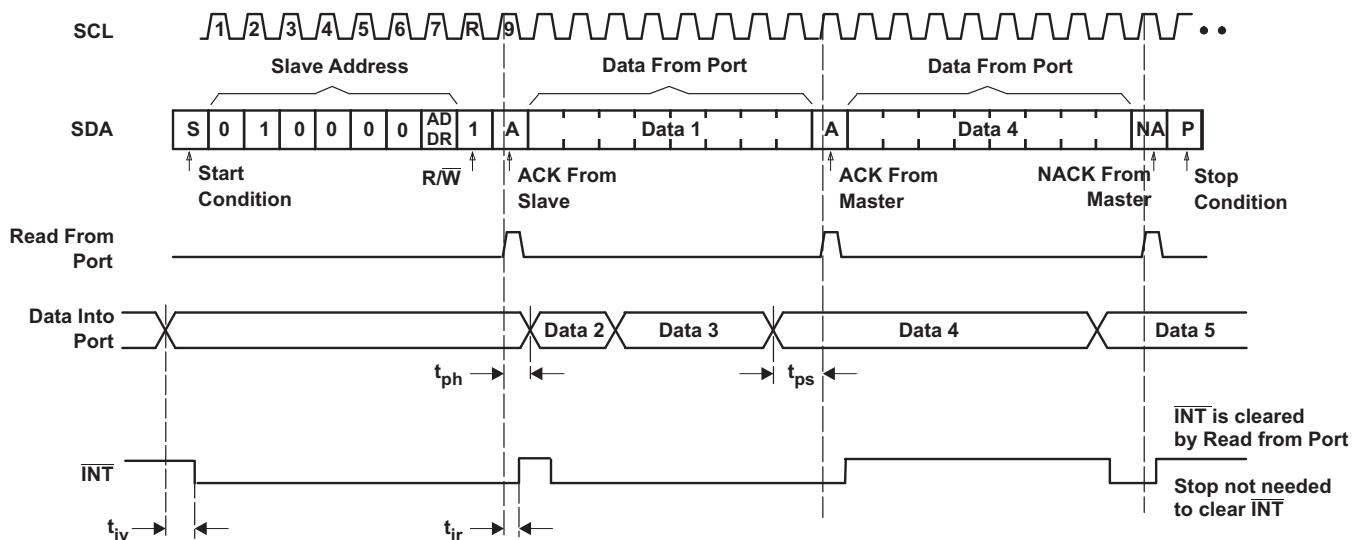 SCL 1 2 3 4 5 6 7 R 9
Slave Address Data From Port Data From Port
SDA S 0 1 0 0 0 0 AD DR 1 A Data 1 A Data 4 NA P
Start Condition
R/W̅
ACK From Slave
ACK From Master
NACK From Master
Stop Condition
Read From Port
Data Into Port
Data 2 Data 3 Data 4 Data 5
tph tps
I̅N̅T̅ is cleared by Read from Port
I̅N̅T̅
Stop not needed to clear I̅N̅T̅
tiv tir